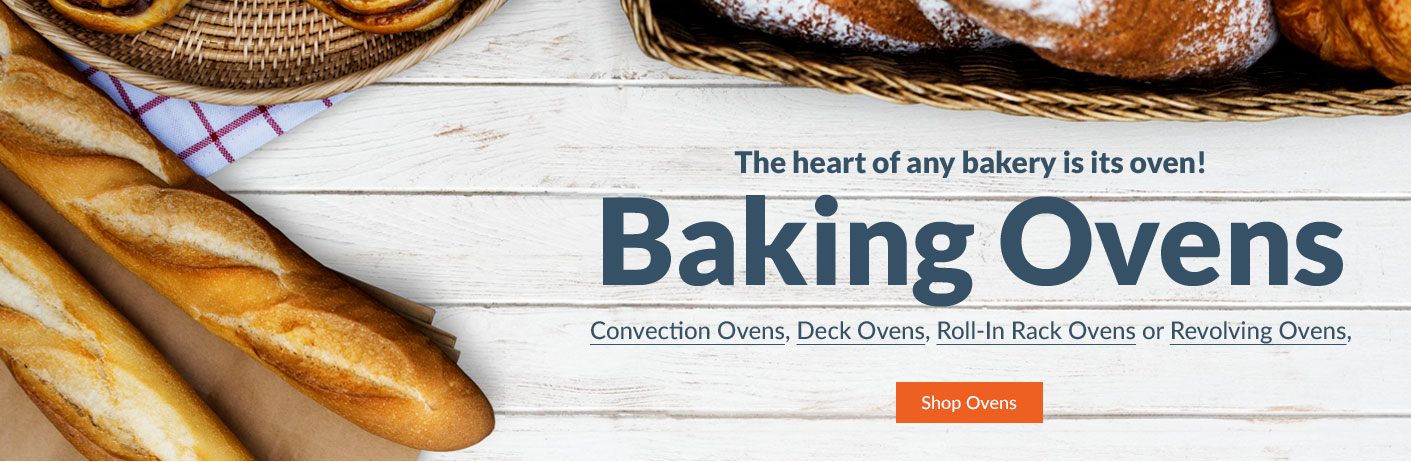 The heart of any bakery is its oven!
Baking Ovens
Convection Ovens, Deck Ovens, Roll-In Rack Ovens or Revolving Ovens,
Shop Ovens